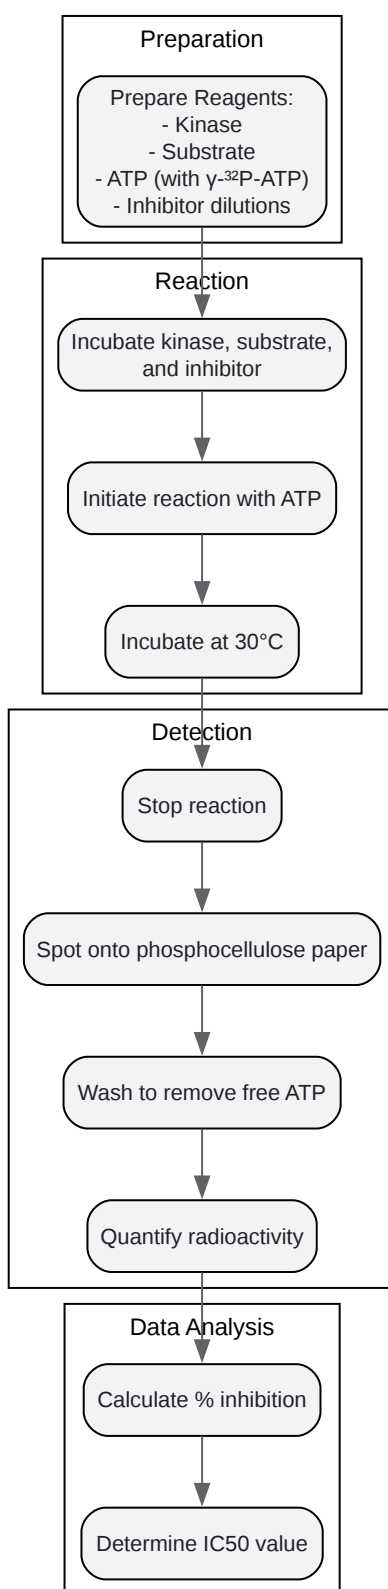 Preparation
Prepare Reagents:
- Kinase
- Substrate
- ATP (with γ-³²P-ATP)
- Inhibitor dilutions
Reaction
Incubate kinase, substrate,
and inhibitor
Initiate reaction with ATP
Incubate at 30°C
Detection
Stop reaction
Spot onto phosphocellulose paper
Wash to remove free ATP
Quantify radioactivity
Data Analysis
Calculate % inhibition
Determine IC50 value